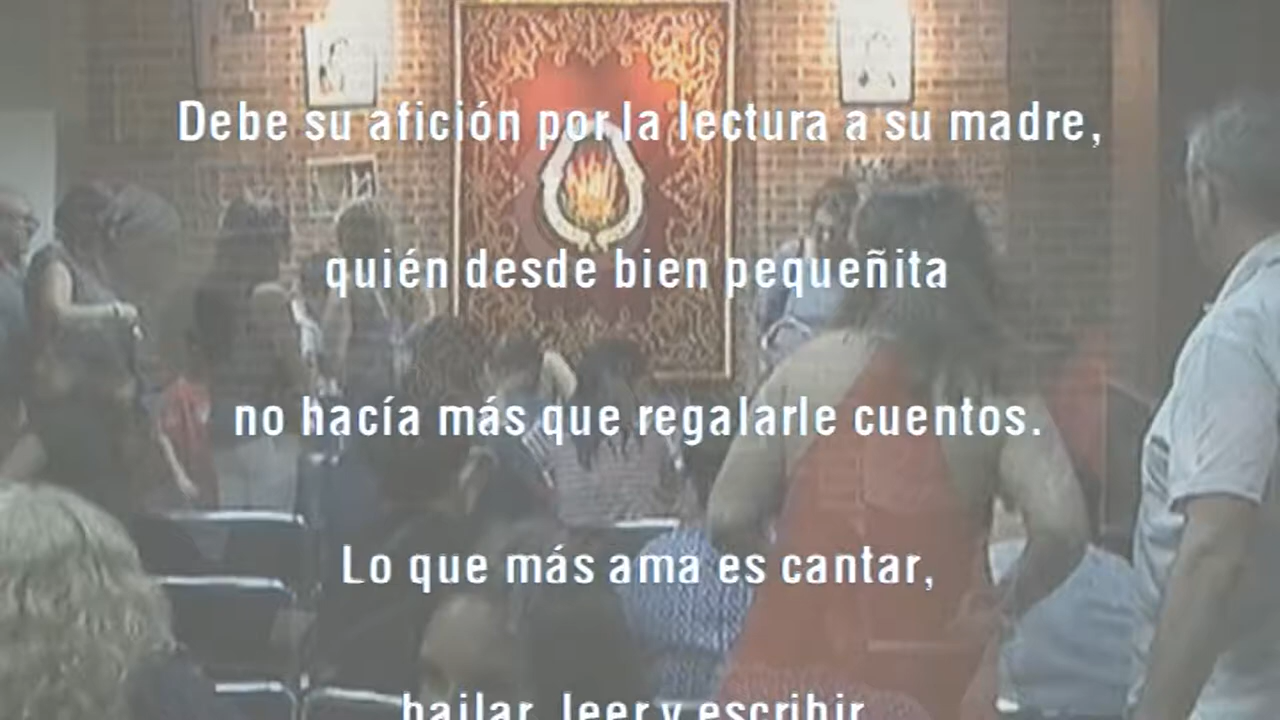 Debe su afición por la lectura a su madre,
quién desde bien pequeñita
no hacía más que regalarle cuentos.
Lo que más ama es cantar,
bailar, leer y escribir